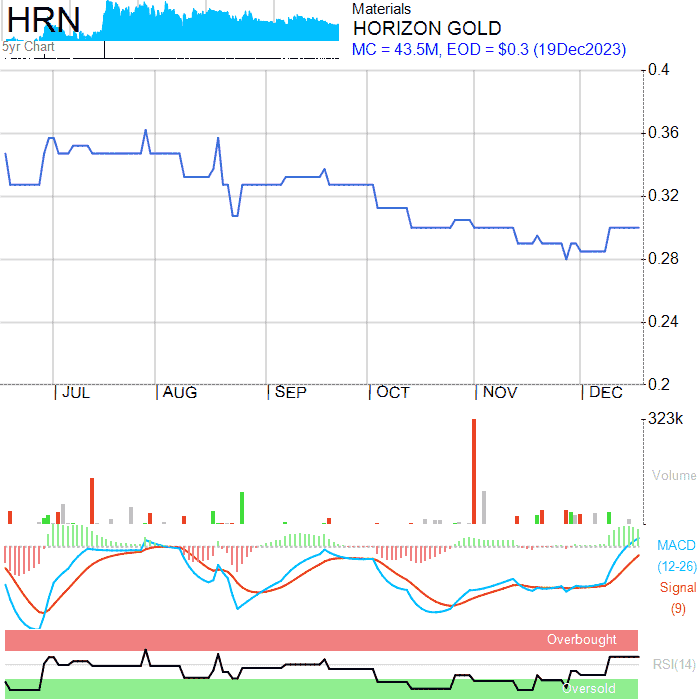 HRN
5yr Chart
Materials
HORIZON GOLD
MC = 43.5M, EOD = $0.3 (19Dec2023)
0.4
0.36
0.32
0.28
0.24
0.2
JUL AUG SEP OCT NOV DEC
323k
Volume
MACD
(12-26)
Signal
(9)
Overbought
RSI(14)
Oversold